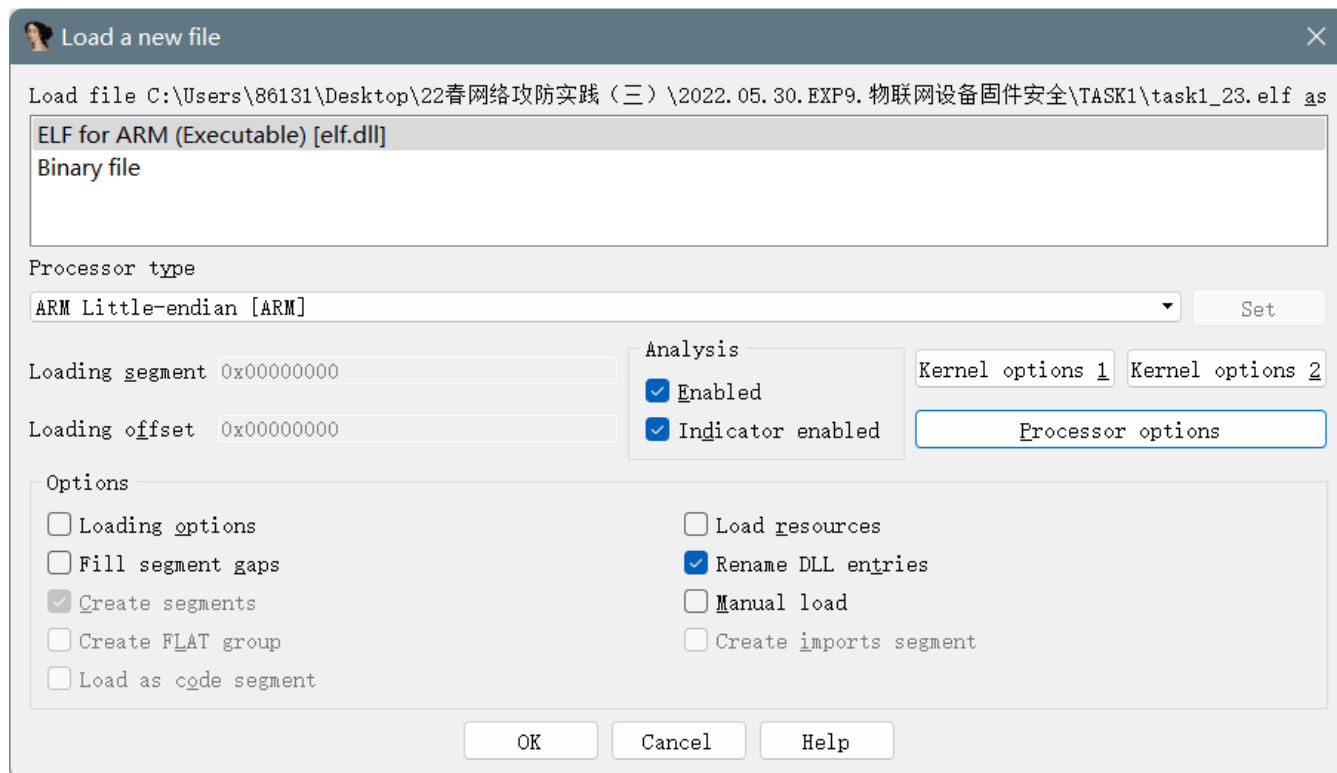 Load a new file
Load file C:\Users\86131\Desktop\22春网络攻防实践（三）\2022.05.30.EXP9.物联网设备固件安全\TASK1\task1_23.elf as
ELF for ARM (Executable) [elf.dll]
Binary file
Processor type
ARM Little-endian [ARM]
Set
Loading segment 0x00000000
Loading offset 0x00000000
Analysis
Enabled
Indicator enabled
Kernel options 1 Kernel options 2
Processor options
Options
Loading options
Fill segment gaps
Create segments
Create FLAT group
Load as code segment
Load resources
Rename DLL entries
Manual load
Create imports segment
OK Cancel Help